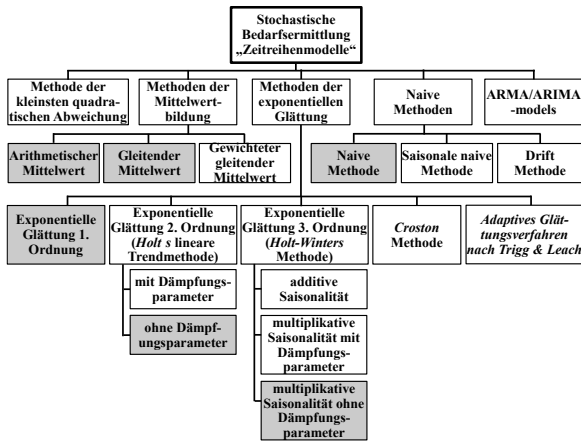 Stochastische
Bedarfsermittlung
„Zeitreihenmodelle“
Methode der
kleinsten quadra-
tischen Abweichung
Methoden der
Mittelwert-
bildung
Methoden der
exponentiellen
Glättung
Naive
Methoden
ARMA/ARIMA
-models
Arithmetischer
Mittelwert
Gleitender
Mittelwert
Gewichteter
gleitender
Mittelwert
Naive
Methode
Saisonale naive
Methode
Drift
Methode
Exponentielle
Glättung 1.
Ordnung
Exponentielle
Glättung 2. Ordnung
(Holt s lineare
Trendmethode)
Exponentielle
Glättung 3. Ordnung
(Holt-Winters
Methode)
Croston
Methode
Adaptives Glät-
tungsverfahren
nach Trigg & Leach
mit Dämpfungs-
parameter
ohne Dämpf-
ungsparameter
additive
Saisonalität
multiplikative
Saisonalität mit
Dämpfungs-
parameter
multiplikative
Saisonalität ohne
Dämpfungs-
parameter